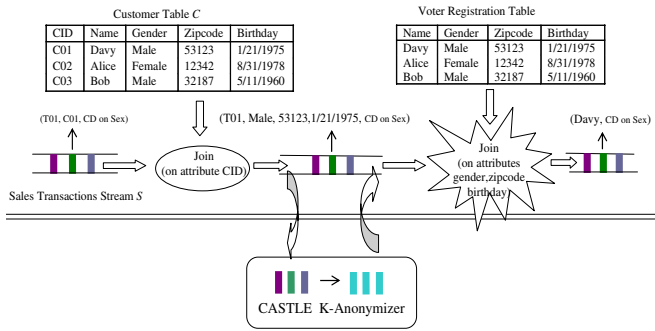 Customer Table C
CID Name Gender Zipcode Birthday
C01 Davy Male 53123 1/21/1975
C02 Alice Female 12342 8/31/1978
C03 Bob Male 32187 5/11/1960
Voter Registration Table
Name Gender Zipcode Birthday
Davy Male 53123 1/21/1975
Alice Female 12342 8/31/1978
Bob Male 32187 5/11/1960
(T01, C01, CD on Sex)
(T01, Male, 53123,1/21/1975, CD on Sex)
(Davy, CD on Sex)
Join
(on attribute CID)
Join
(on attributes
gender,zipcode
birthday)
Sales Transactions Stream S
CASTLE K-Anonymizer